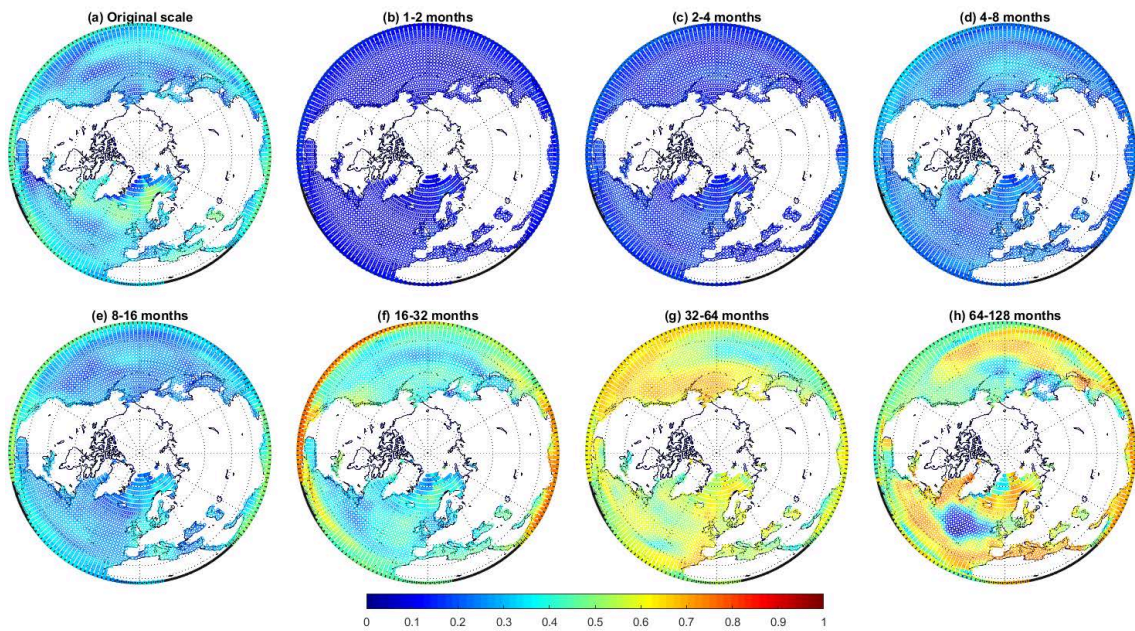 (a) Original scale
(b) 1-2 months
(c) 2-4 months
(d) 4-8 months
(e) 8-16 months
(f) 16-32 months
(g) 32-64 months
(h) 64-128 months
0 0.1 0.2 0.3 0.4 0.5 0.6 0.7 0.8 0.9 1